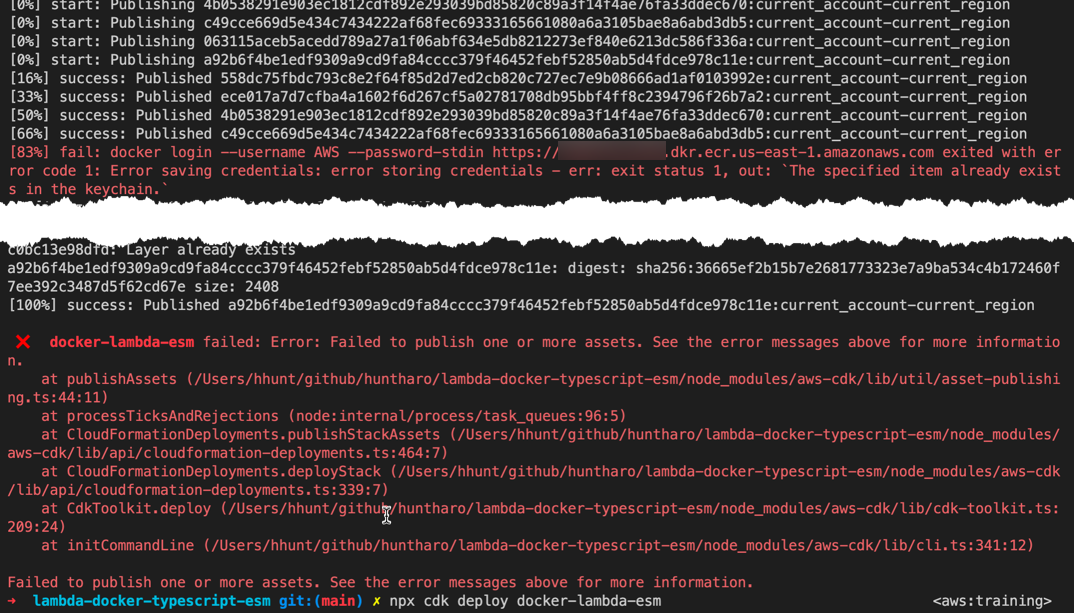 [0%] start: Publishing 4b0538291e903ec1812cdf892e293039bd85820c89a3f14f4ae76fa33ddec670:current_account-current_region
[0%] start: Publishing c49cce669d5e434c7434222af68fec69333165661080a6a3105bae8a6abd3db5:current_account-current_region
[0%] start: Publishing 063115aceb5acedd789a27a1f06abf634e5db8212273ef840e6213dc586f336a:current_account-current_region
[0%] start: Publishing a92b6f4be1edf9309a9cd9fa84cccc379f46452febf52850ab5d4fdce978c11e:current_account-current_region
[16%] success: Published 558dc75fbdc793c8e2f64f85d2d7ed2cb820c727ec7e9b08666ad1af0103992e:current_account-current_region
[33%] success: Published ece017a7d7cfba4a1602f6d267cf5a02781708db95bbf4ff8c2394796f26b7a2:current_account-current_region
[50%] success: Published 4b0538291e903ec1812cdf892e293039bd85820c89a3f14f4ae76fa33ddec670:current_account-current_region
[66%] success: Published c49cce669d5e434c7434222af68fec69333165661080a6a3105bae8a6abd3db5:current_account-current_region
[83%] fail: docker login --username AWS --password-stdin https:// .dkr.ecr.us-east-1.amazonaws.com exited with er
ror code 1: Error saving credentials: error storing credentials - err: exit status 1, out: `The specified item already exist
s in the keychain.`
c0bc13e98dfd: Layer already exists
a92b6f4be1edf9309a9cd9fa84cccc379f46452febf52850ab5d4fdce978c11e: digest: sha256:36665ef2b15b7e2681773323e7a9ba534c4b172460f
7ee392c3487d5f62cd67e size: 2408
[100%] success: Published a92b6f4be1edf9309a9cd9fa84cccc379f46452febf52850ab5d4fdce978c11e:current_account-current_region
❌ docker-lambda-esm failed: Error: Failed to publish one or more assets. See the error messages above for more informatio
n.
at publishAssets (/Users/hhunt/github/huntharo/lambda-docker-typescript-esm/node_modules/aws-cdk/lib/util/asset-publishi
ng.ts:44:11)
at processTicksAndRejections (node:internal/process/task_queues:96:5)
at CloudFormationDeployments.publishStackAssets (/Users/hhunt/github/huntharo/lambda-docker-typescript-esm/node_modules/
aws-cdk/lib/api/cloudformation-deployments.ts:464:7)
at CloudFormationDeployments.deployStack (/Users/hhunt/github/huntharo/lambda-docker-typescript-esm/node_modules/aws-cdk
/lib/api/cloudformation-deployments.ts:339:7)
at CdkToolkit.deploy (/Users/hhunt/github/huntharo/lambda-docker-typescript-esm/node_modules/aws-cdk/lib/cdk-toolkit.ts:
209:24)
at initCommandLine (/Users/hhunt/github/huntharo/lambda-docker-typescript-esm/node_modules/aws-cdk/lib/cli.ts:341:12)
Failed to publish one or more assets. See the error messages above for more information.
➜ lambda-docker-typescript-esm git:(main) ✗ npx cdk deploy docker-lambda-esm <aws:training>